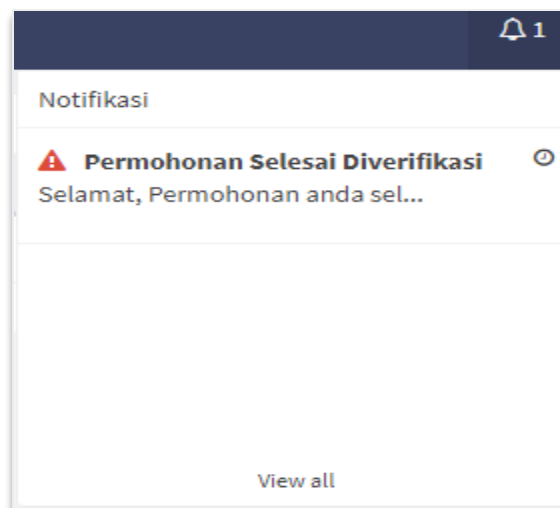 1
Notifikasi
Permohonan Selesai Diverifikasi
Selamat, Permohonan anda sel...
View all